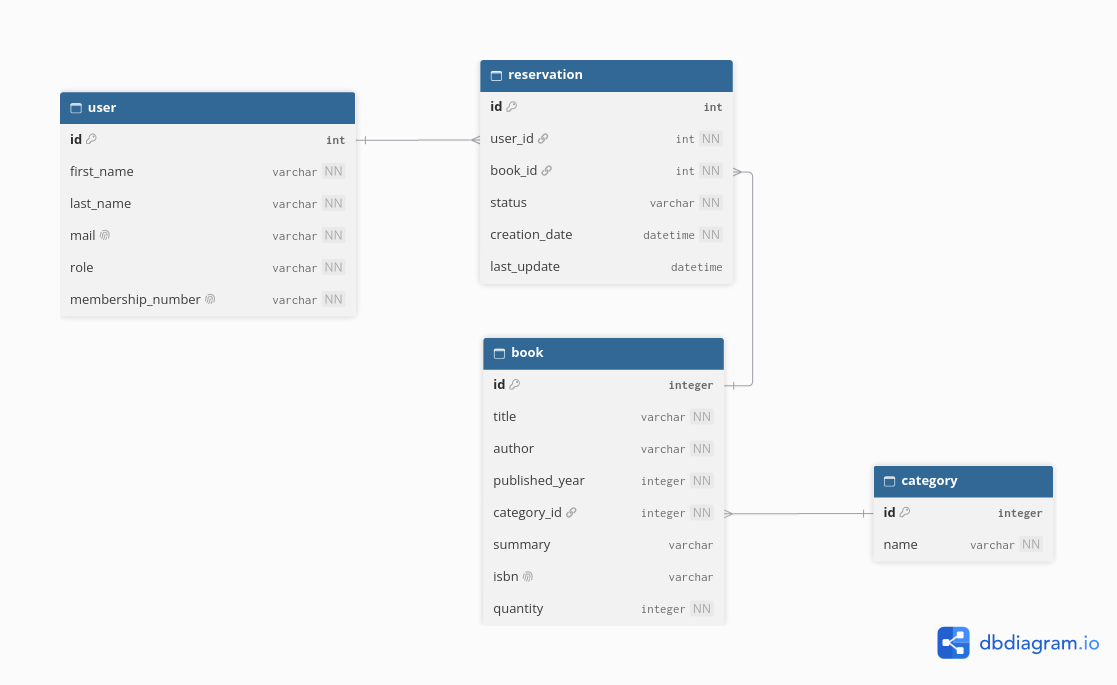 user
id int
first_name varchar NN
last_name varchar NN
mail varchar NN
role varchar NN
membership_number varchar NN
reservation
id int
user_id int NN
book_id int NN
status varchar NN
creation_date datetime NN
last_update datetime
book
id integer
title varchar NN
author varchar NN
published_year integer NN
category_id integer NN
summary varchar
isbn varchar
quantity integer NN
category
id integer
name varchar NN
dbdiagram.io